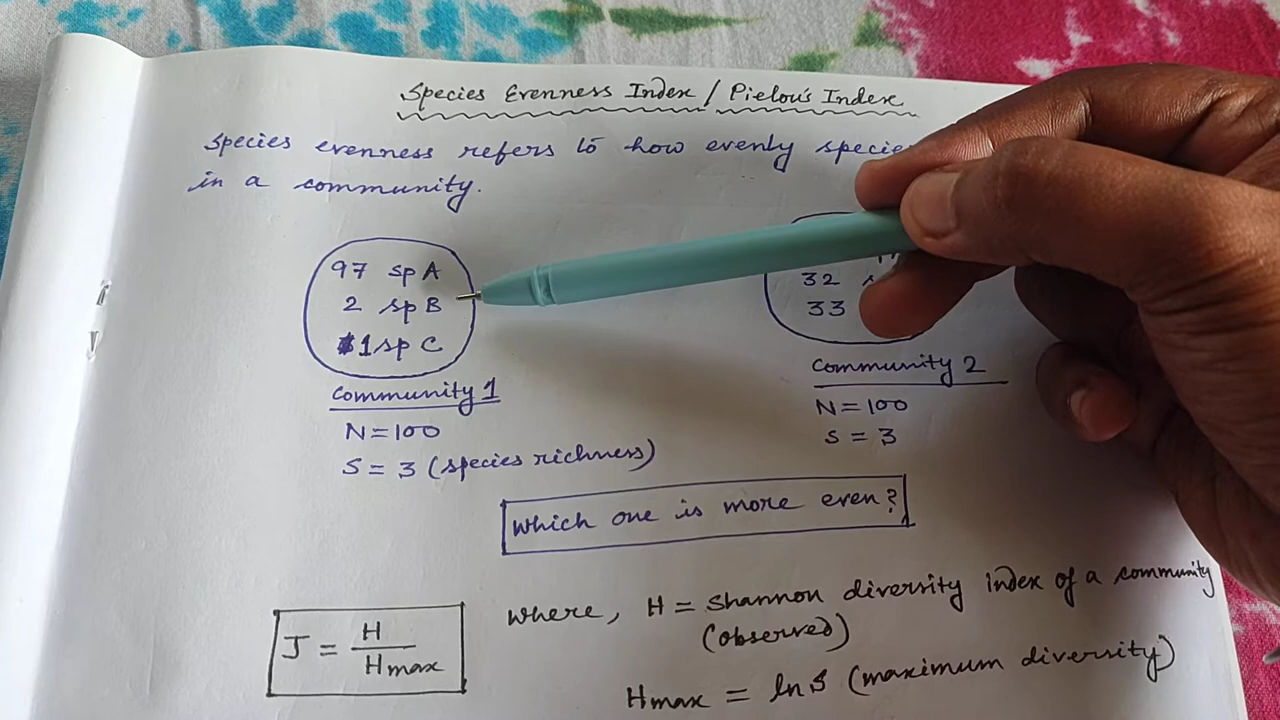 Species Evenness Index / Pielou's Index
Species evenness refers to how evenly
in a community.
97 sp A
2 sp B
1 sp C
Community 1
N = 100
S = 3 (species richness)
32
33
Community 2
N = 100
S = 3
Which one is more even?
J = H / Hmax
where, H = Shannon diversity index of a community
(observed)
Hmax = ln S (maximum diversity)